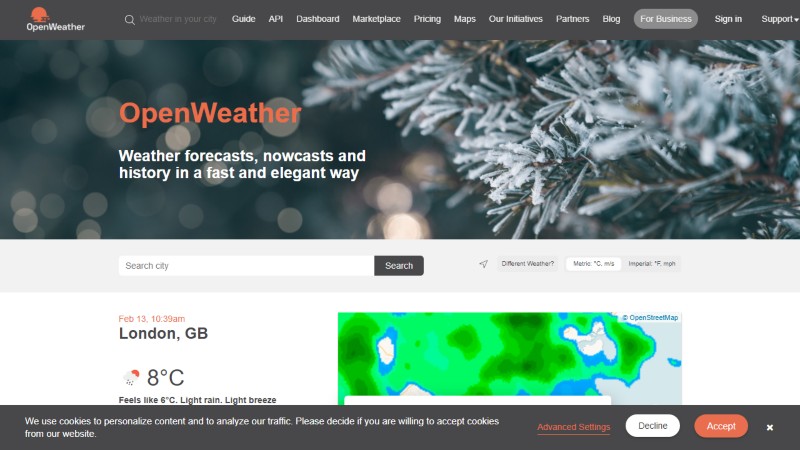 OpenWeather
Weather in your city
Guide
API
Dashboard
Marketplace
Pricing
Maps
Our Initiatives
Partners
Blog
For Business
Sign in
Support
OpenWeather
Weather forecasts, nowcasts and
history in a fast and elegant way
Search city
Search
Different Weather?
Metric: °C, m/s
Imperial: °F, mph
Feb 13, 10:39am
London, GB
8°C
Feels like 6°C. Light rain. Light breeze
© OpenStreetMap
We use cookies to personalize content and to analyze our traffic. Please decide if you are willing to accept cookies
from our website.
Advanced Settings
Decline
Accept